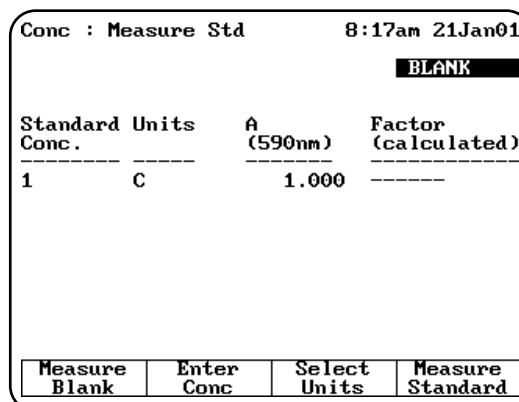 Conc : Measure Std 8:17am 21Jan01
BLANK
Standard Units A Factor
Conc. (590nm) (calculated)
-------- ----- ------- ------------
1 C 1.000 ------
Measure Enter Select Measure
Blank Conc Units Standard